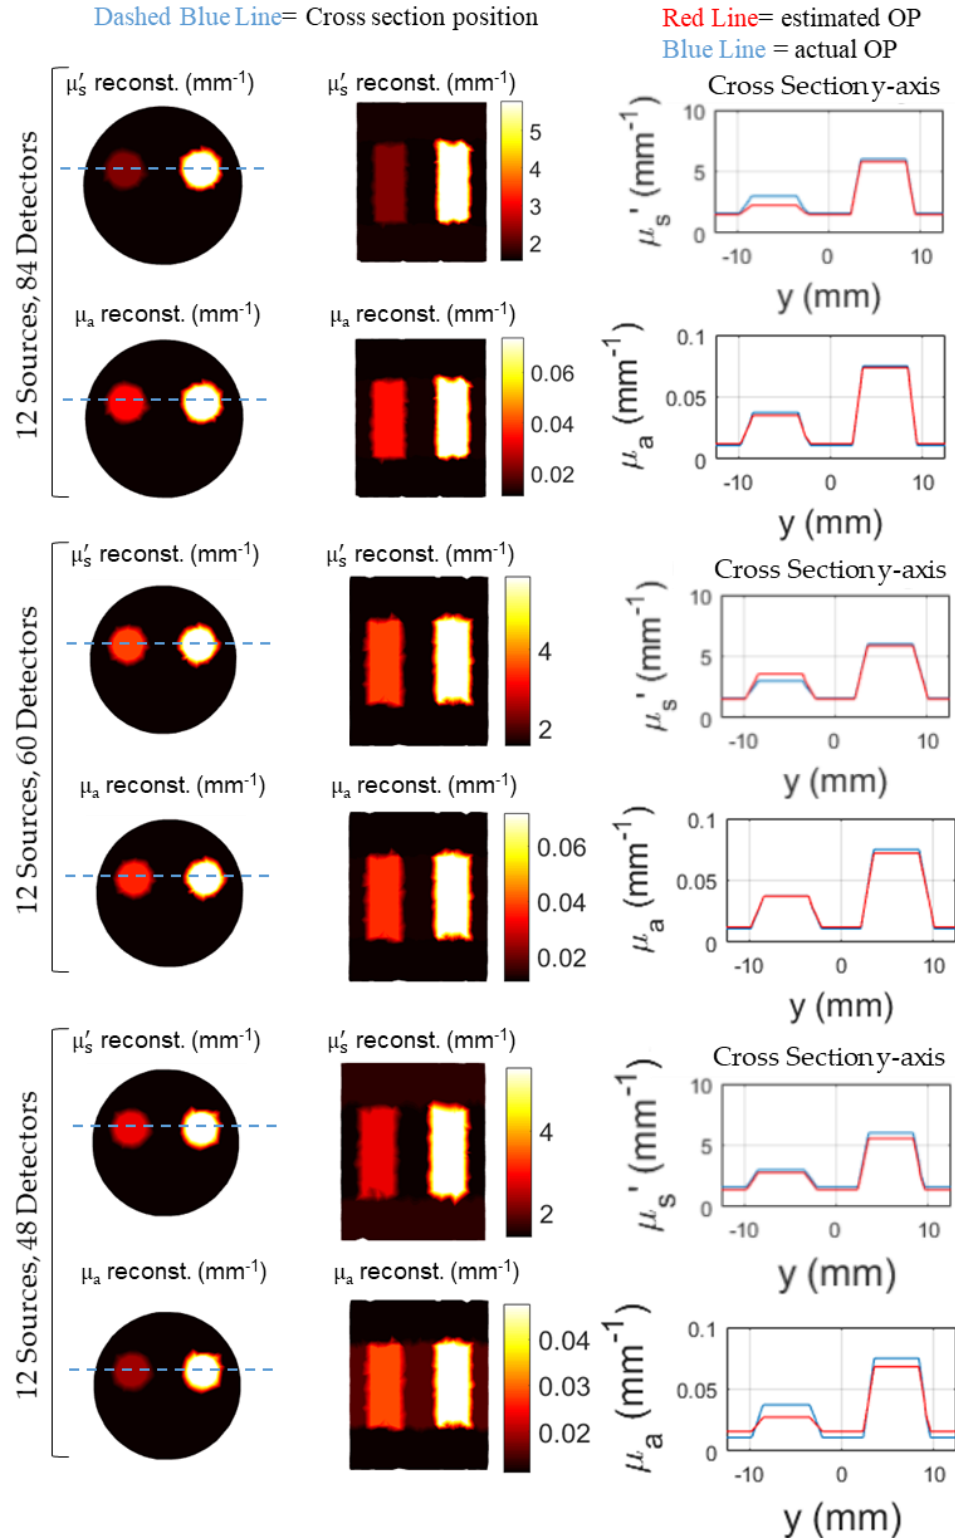 Dashed Blue Line= Cross section position
Red Line= estimated OP
Blue Line = actual OP
12 Sources, 84 Detectors
μ′s reconst. (mm-1)
μ′s reconst. (mm-1)
5
4
3
2
Cross Section y-axis
μs' (mm-1)
10
5
0
-10 0 10
y (mm)
μa reconst. (mm-1)
μa reconst. (mm-1)
0.06
0.04
0.02
μa (mm-1)
0.1
0.05
0
-10 0 10
y (mm)
12 Sources, 60 Detectors
μ′s reconst. (mm-1)
μ′s reconst. (mm-1)
4
2
Cross Section y-axis
μs' (mm-1)
10
5
0
-10 0 10
y (mm)
μa reconst. (mm-1)
μa reconst. (mm-1)
0.06
0.04
0.02
μa (mm-1)
0.1
0.05
0
-10 0 10
y (mm)
12 Sources, 48 Detectors
μ′s reconst. (mm-1)
μ′s reconst. (mm-1)
4
2
Cross Section y-axis
μs' (mm-1)
10
5
0
-10 0 10
y (mm)
μa reconst. (mm-1)
μa reconst. (mm-1)
0.04
0.03
0.02
μa (mm-1)
0.1
0.05
0
-10 0 10
y (mm)